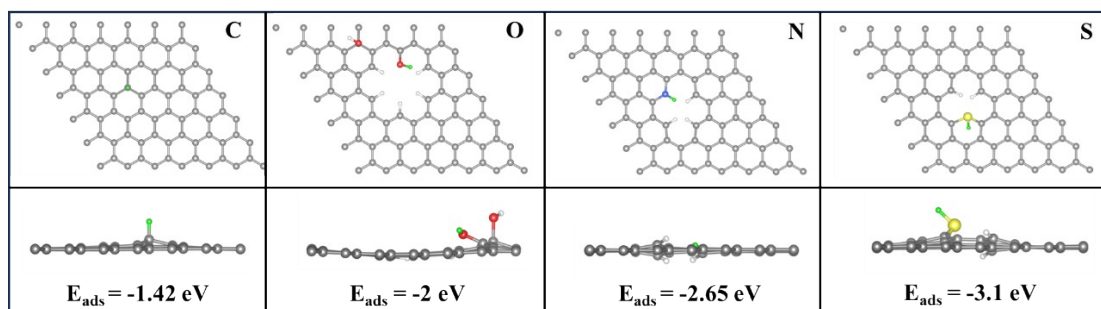 C
O
N
S
E_ads = -1.42 eV
E_ads = -2 eV
E_ads = -2.65 eV
E_ads = -3.1 eV